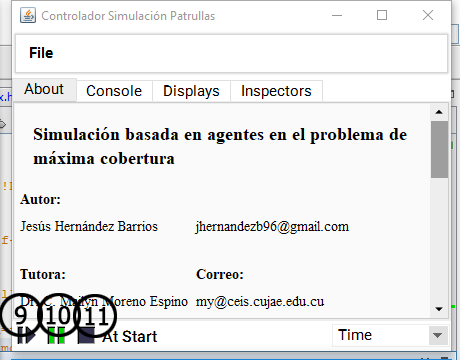 Controlador Simulación Patrullas
File
About Console Displays Inspectors
Simulación basada en agentes en el problema de
máxima cobertura
Autor:
Jesús Hernández Barrios jhernandezb96@gmail.com
Tutora: Correo:
Dr. C. Mailyn Moreno Espino my@ceis.cujae.edu.cu
9 10 11
At Start Time